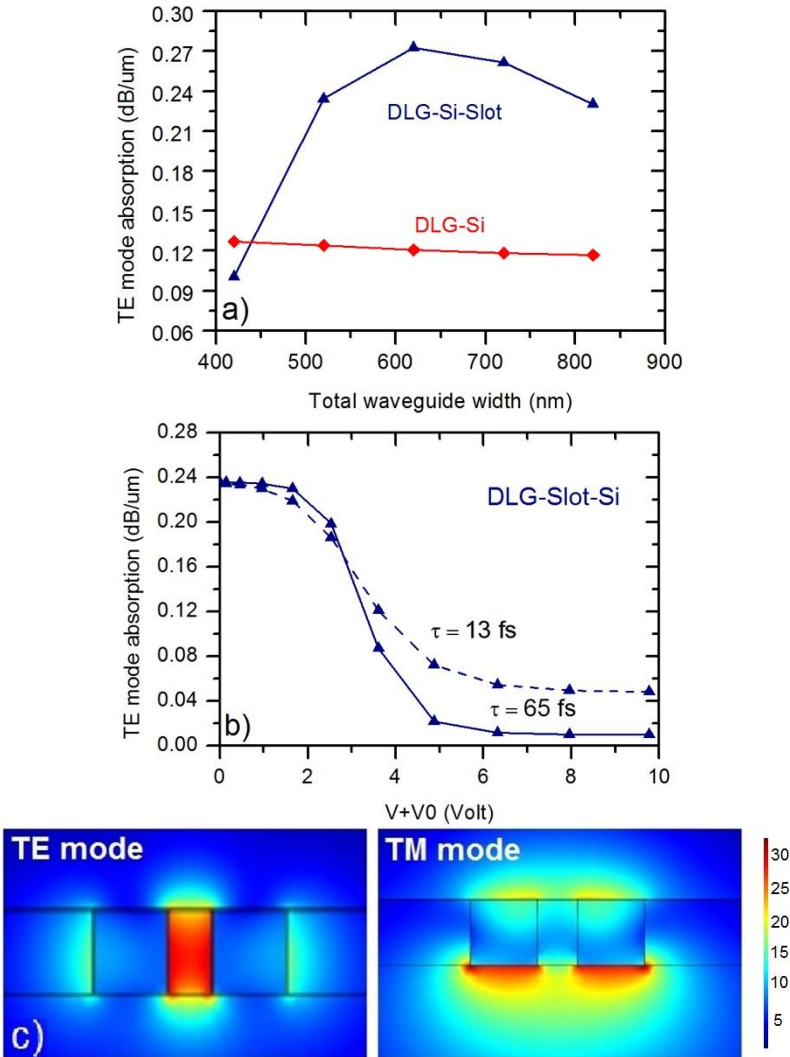 0.30
0.27
0.24
0.21
0.18
0.15
0.12
0.09
0.06
TE mode absorption (dB/um)
DLG-Si-Slot
DLG-Si
a)
400 500 600 700 800 900
Total waveguide width (nm)
0.28
0.24
0.20
0.16
0.12
0.08
0.04
0.00
TE mode absorption (dB/um)
DLG-Slot-Si
τ = 13 fs
τ = 65 fs
b)
0 2 4 6 8 10
V+V0 (Volt)
TE mode
TM mode
30
25
20
15
10
5
c)